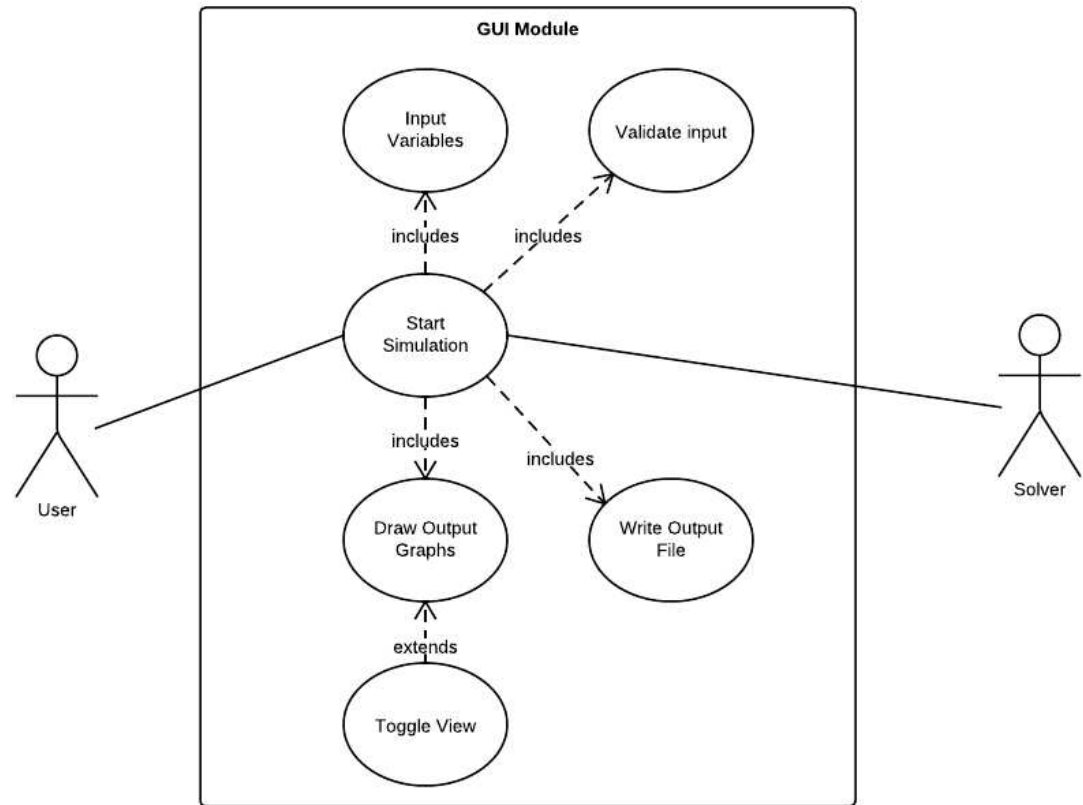 GUI Module
Input
Variables
Validate input
includes
includes
Start
Simulation
User
Solver
includes
includes
Draw Output
Graphs
Write Output
File
extends
Toggle View